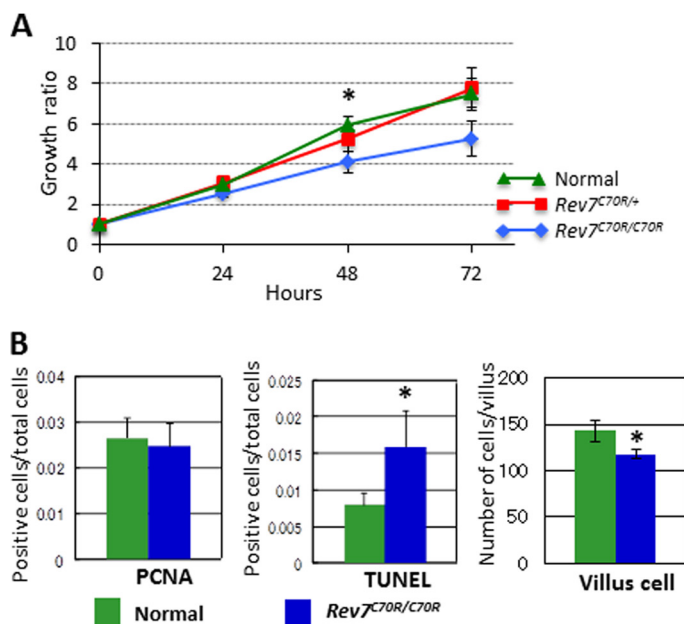 A
10
8
6
4
2
0
Growth ratio
*
0 24 48 72
Hours
Normal
Rev7C70R/+
Rev7C70R/C70R
B
Positive cells/total cells
0.04
0.03
0.02
0.01
0
PCNA
Positive cells/total cells
0.025
0.02
0.015
0.01
0.005
0
*
TUNEL
Number of cells/villus
200
150
100
50
0
*
Villus cell
Normal
Rev7C70R/C70R